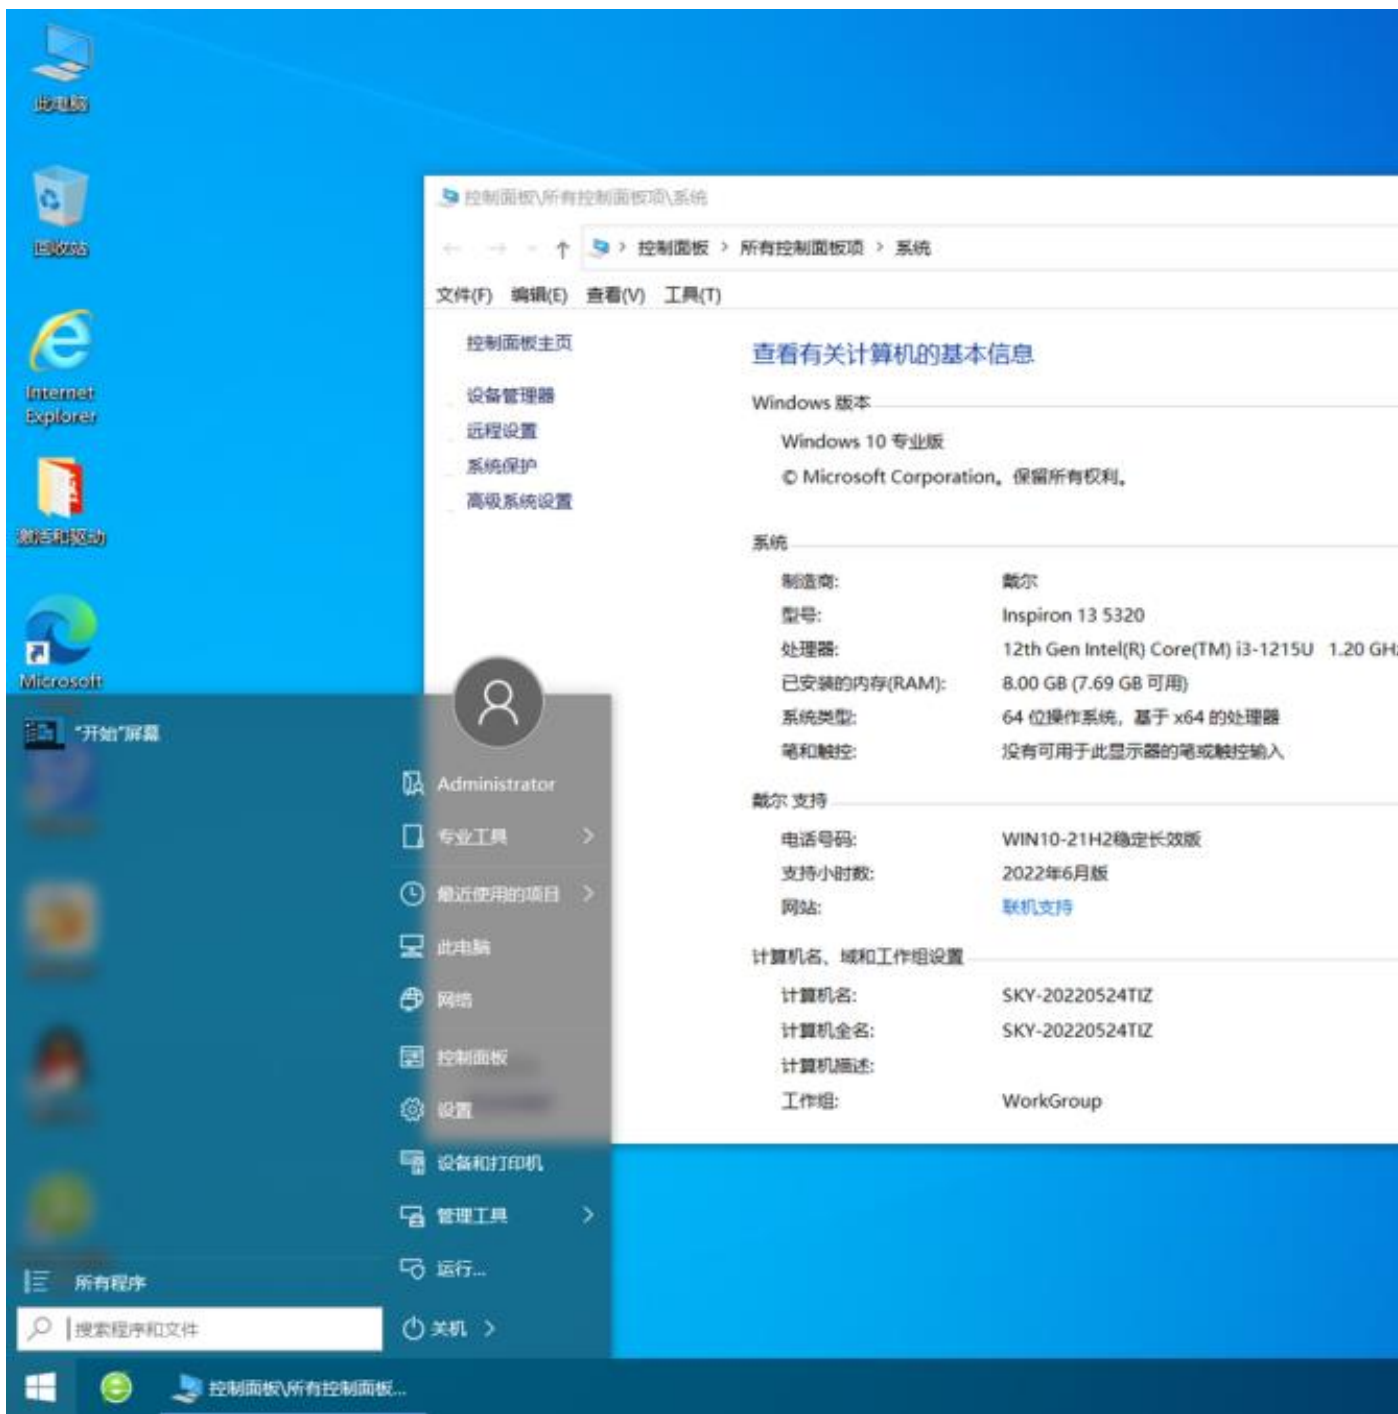 此电脑
回收站
Internet
Explorer
激活和驱动
Microsoft
控制面板\所有控制面板项\系统
控制面板 > 所有控制面板项 > 系统
文件(F) 编辑(E) 查看(V) 工具(T)
控制面板主页
设备管理器
远程设置
系统保护
高级系统设置
查看有关计算机的基本信息
Windows 版本
Windows 10 专业版
© Microsoft Corporation。保留所有权利。
系统
制造商: 戴尔
型号: Inspiron 13 5320
处理器: 12th Gen Intel(R) Core(TM) i3-1215U 1.20 GHz
已安装的内存(RAM): 8.00 GB (7.69 GB 可用)
系统类型: 64 位操作系统，基于 x64 的处理器
笔和触控: 没有可用于此显示器的笔或触控输入
戴尔 支持
电话号码: WIN10-21H2稳定长效版
支持小时数: 2022年6月版
网站: 联机支持
计算机名、域和工作组设置
计算机名: SKY-20220524TIZ
计算机全名: SKY-20220524TIZ
计算机描述:
工作组: WorkGroup
"开始"屏幕
Administrator
专业工具
最近使用的项目
此电脑
网络
控制面板
设置
设备和打印机
管理工具
运行...
关机
所有程序
搜索程序和文件
控制面板\所有控制面板...